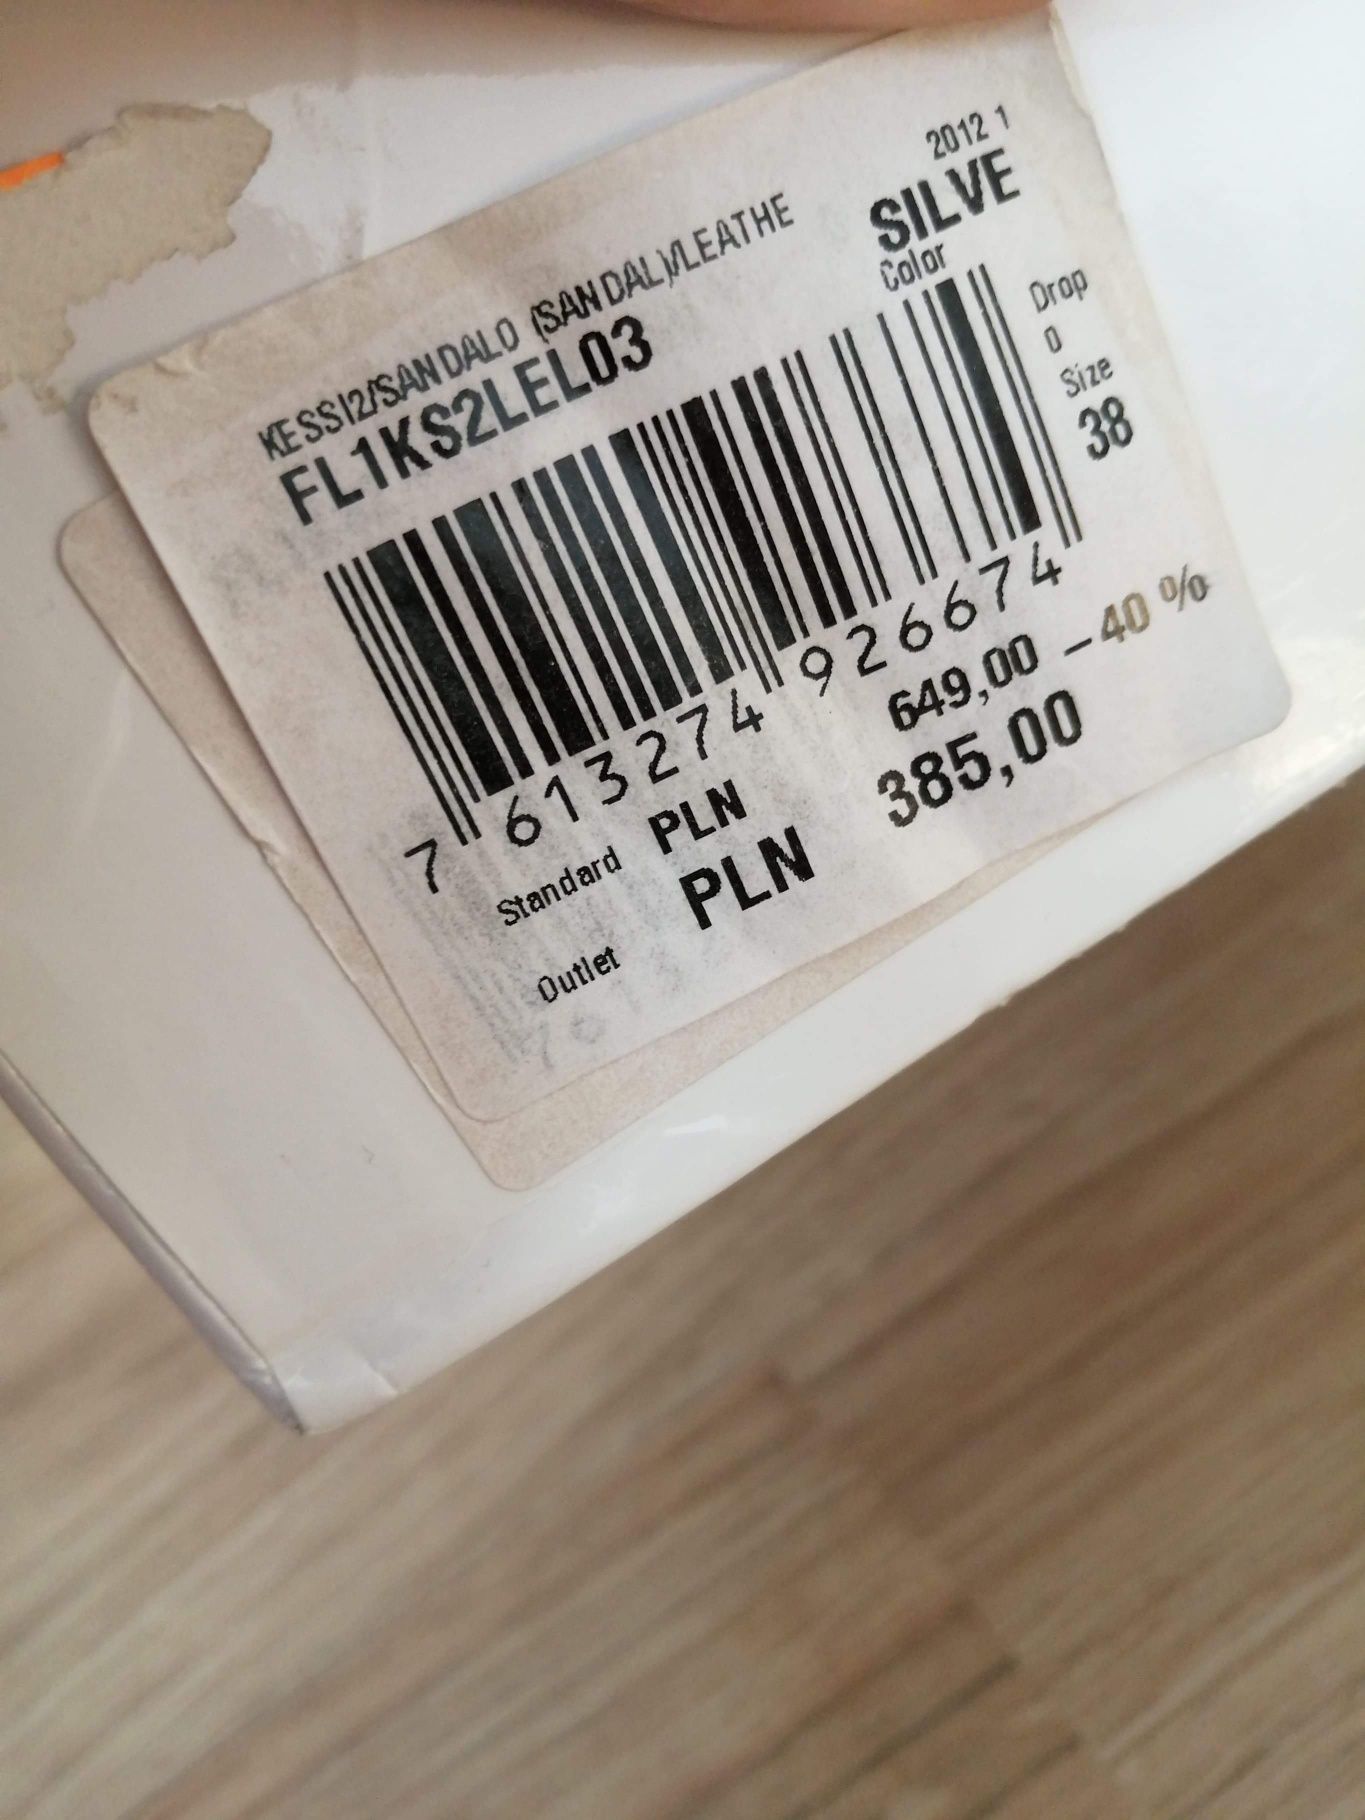 2012 1
KESSI2/SANDALO (SANDAL)/LEATHE
SILVE
FL1KS2LEL03
Color
Drop
0
Size
38
7 613274 926674
Standard PLN 649,00 -40 %
Outlet PLN 385,00